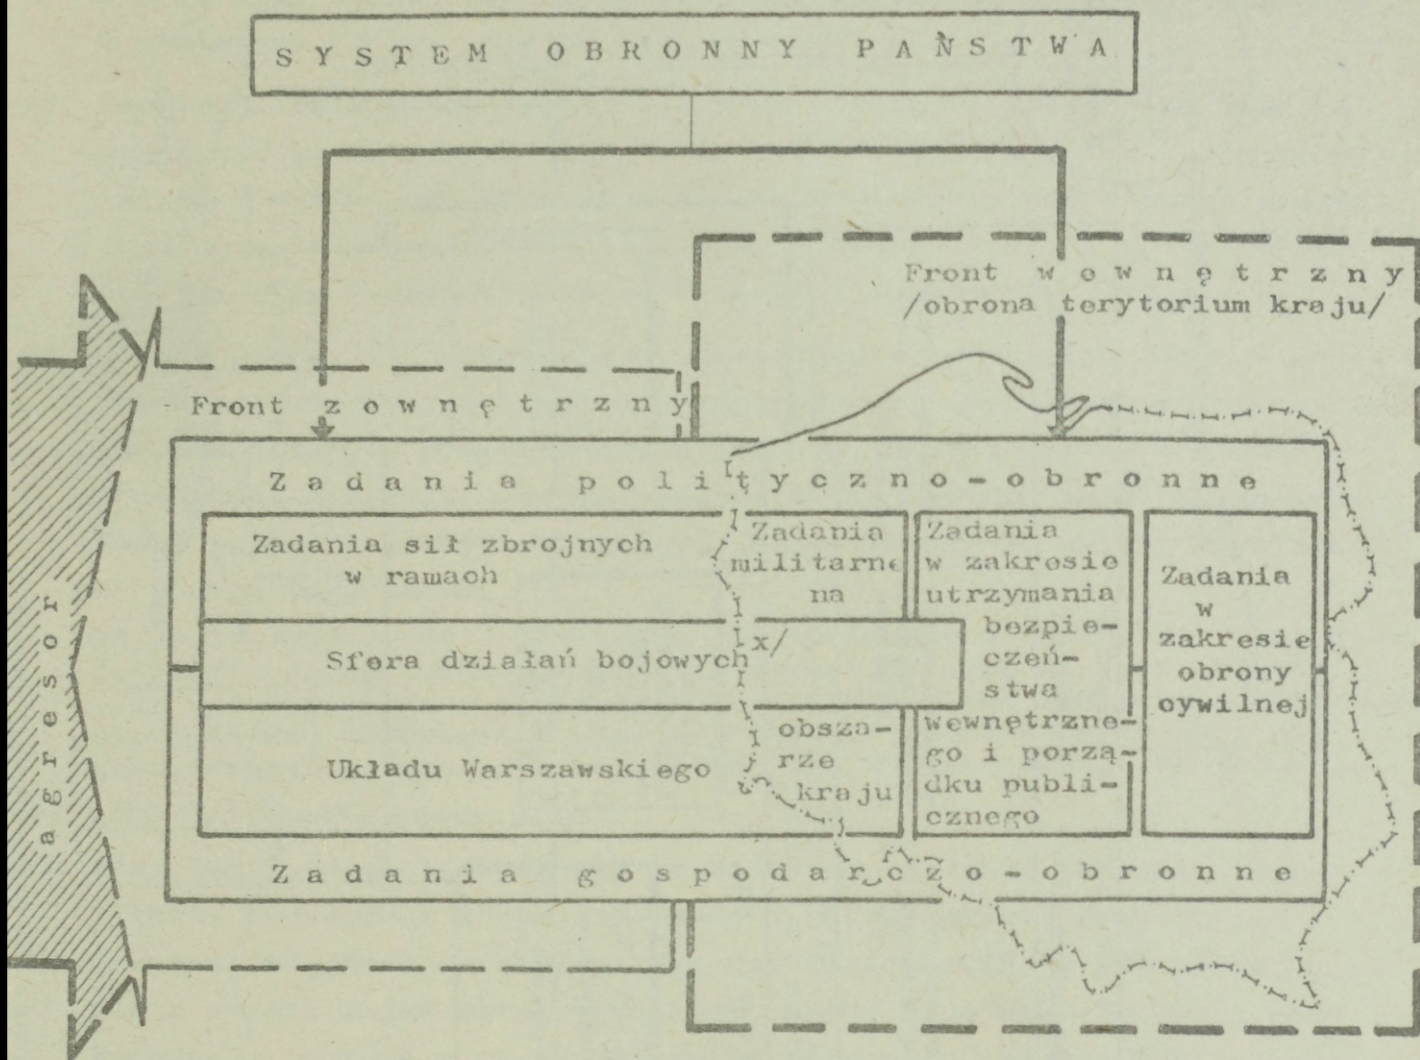 SYSTEM OBRONNY PAŃSTWA
Front wewnętrzny
/obrona terytorium kraju/
Front zewnętrzny
Zadania polityczno-obronne
Zadania sił zbrojnych
w ramach
Zadania
militarne
na
Sfera działań bojowych x/
Układu Warszawskiego
obsza-
rze
kraju
Zadania
w zakresie
utrzymania
bezpie-
czeń-
stwa
wewnętrzne-
go i porzą-
dku publi-
cznego
Zadania
w
zakresie
obrony
cywilnej
Zadania gospodarczo-obronne
agresor